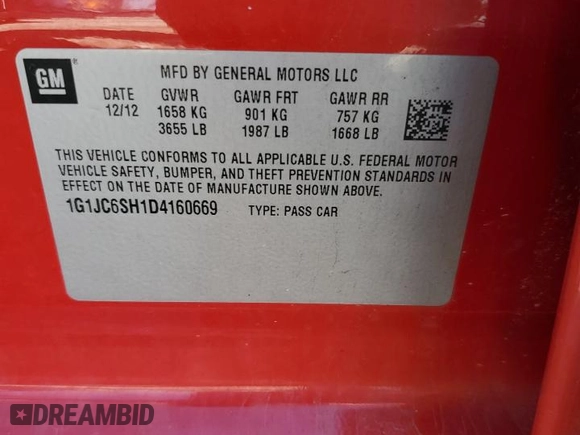 GM
MFD BY GENERAL MOTORS LLC
DATE GVWR GAWR FRT GAWR RR
12/12 1658 KG 901 KG 757 KG
3655 LB 1987 LB 1668 LB
THIS VEHICLE CONFORMS TO ALL APPLICABLE U.S. FEDERAL MOTOR
VEHICLE SAFETY, BUMPER, AND THEFT PREVENTION STANDARDS IN
EFFECT ON THE DATE OF MANUFACTURE SHOWN ABOVE.
1G1JC6SH1D4160669 TYPE: PASS CAR
DREAMBID